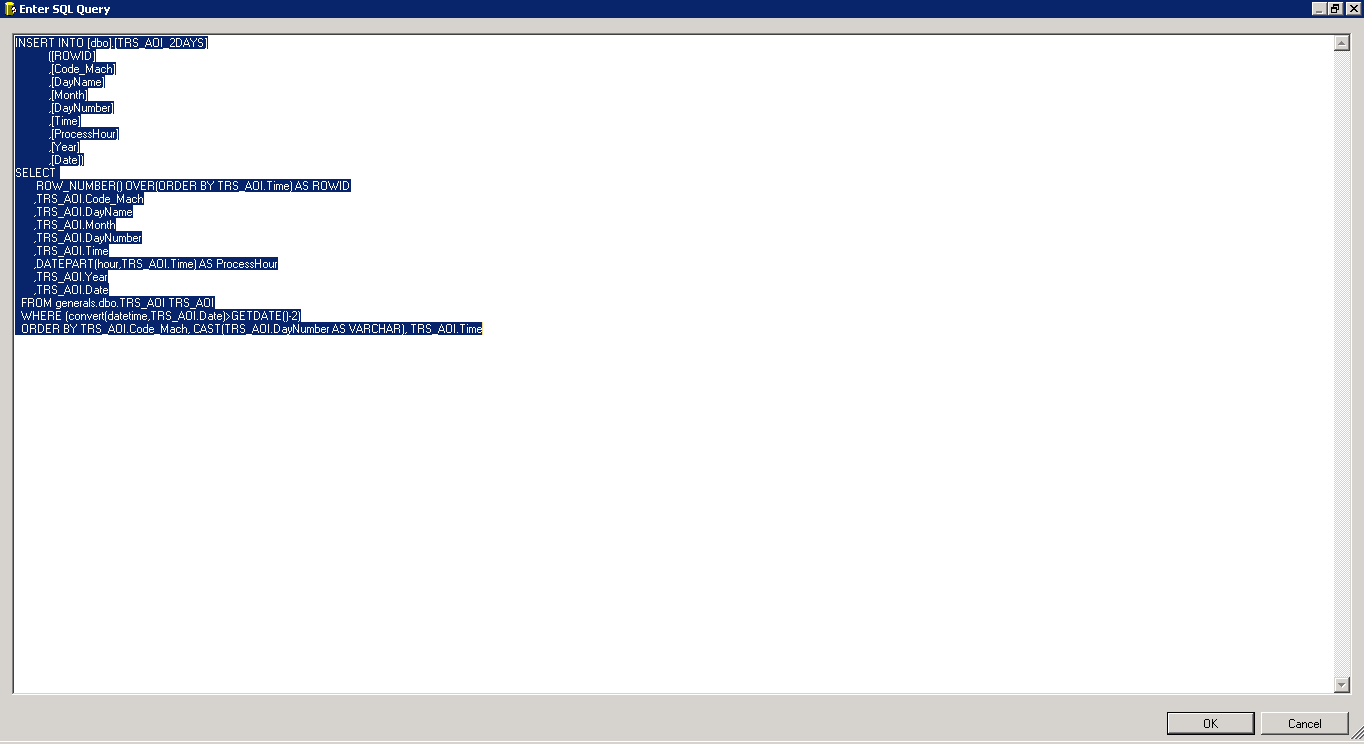 Enter SQL Query
INSERT INTO [dbo].[TRS_AOI_2DAYS]
([ROWID]
,[Code_Mach]
,[DayName]
,[Month]
,[DayNumber]
,[Time]
,[ProcessHour]
,[Year]
,[Date])
SELECT
ROW_NUMBER() OVER(ORDER BY TRS_AOI.Time) AS ROWID
,TRS_AOI.Code_Mach
,TRS_AOI.DayName
,TRS_AOI.Month
,TRS_AOI.DayNumber
,TRS_AOI.Time
,DATEPART(hour,TRS_AOI.Time) AS ProcessHour
,TRS_AOI.Year
,TRS_AOI.Date
FROM generals.dbo.TRS_AOI TRS_AOI
WHERE (convert(datetime,TRS_AOI.Date)>GETDATE()-2)
ORDER BY TRS_AOI.Code_Mach, CAST(TRS_AOI.DayNumber AS VARCHAR), TRS_AOI.Time
OK Cancel